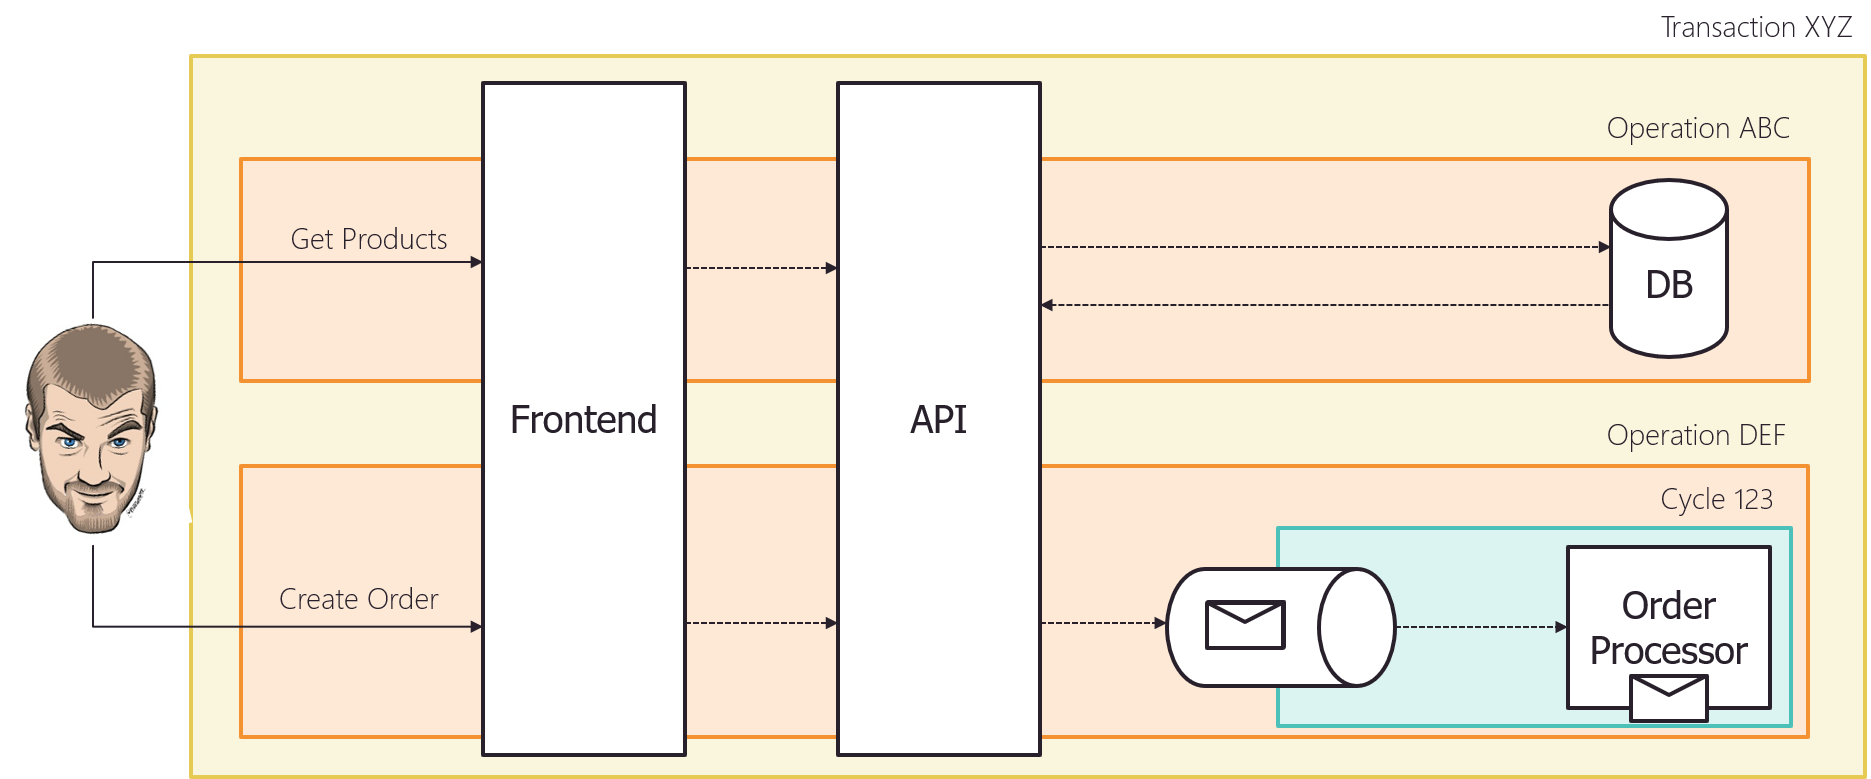 Transaction XYZ
Operation ABC
Get Products
DB
Frontend
API
Operation DEF
Cycle 123
Create Order
Order
Processor